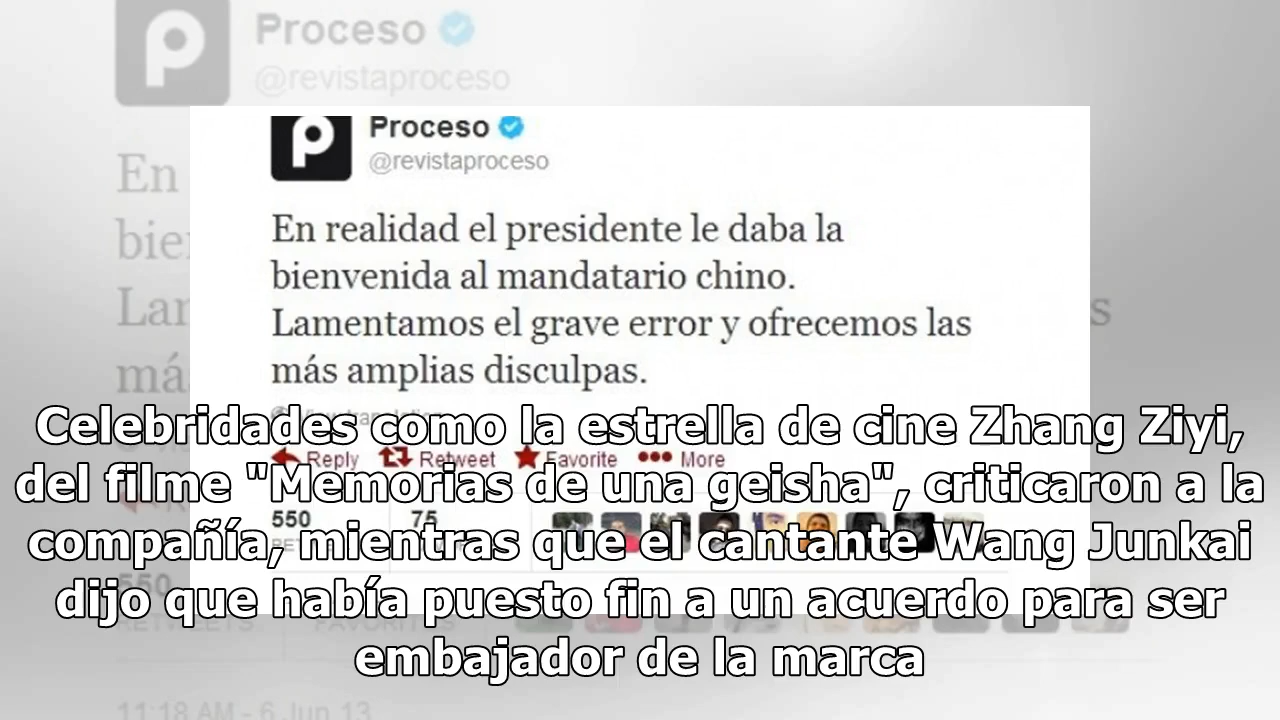 Proceso
@revistaproceso
Proceso
@revistaproceso
En realidad el presidente le daba la
bienvenida al mandatario chino.
Lamentamos el grave error y ofrecemos las
más amplias disculpas.
Reply Retweet Favorite More
550 75
Celebridades como la estrella de cine Zhang Ziyi,
del filme "Memorias de una geisha", criticaron a la
compañía, mientras que el cantante Wang Junkai
dijo que había puesto fin a un acuerdo para ser
embajador de la marca
11:18 AM - 6 Jun 13